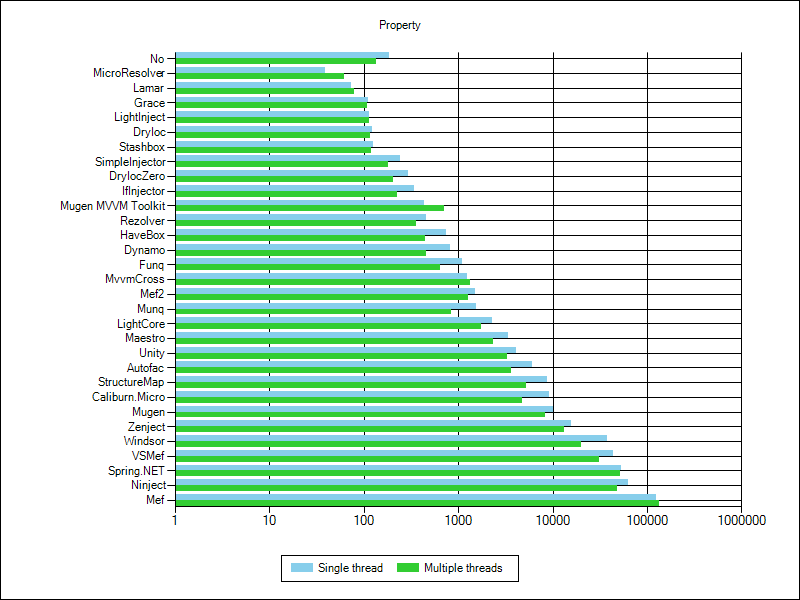 Property
No
MicroResolver
Lamar
Grace
LightInject
DryIoc
Stashbox
SimpleInjector
DryIocZero
IfInjector
Mugen MVVM Toolkit
Rezolver
HaveBox
Dynamo
Funq
MvvmCross
Mef2
Munq
LightCore
Maestro
Unity
Autofac
StructureMap
Caliburn.Micro
Mugen
Zenject
Windsor
VSMef
Spring.NET
Ninject
Mef
1 10 100 1000 10000 100000 1000000
Single thread Multiple threads